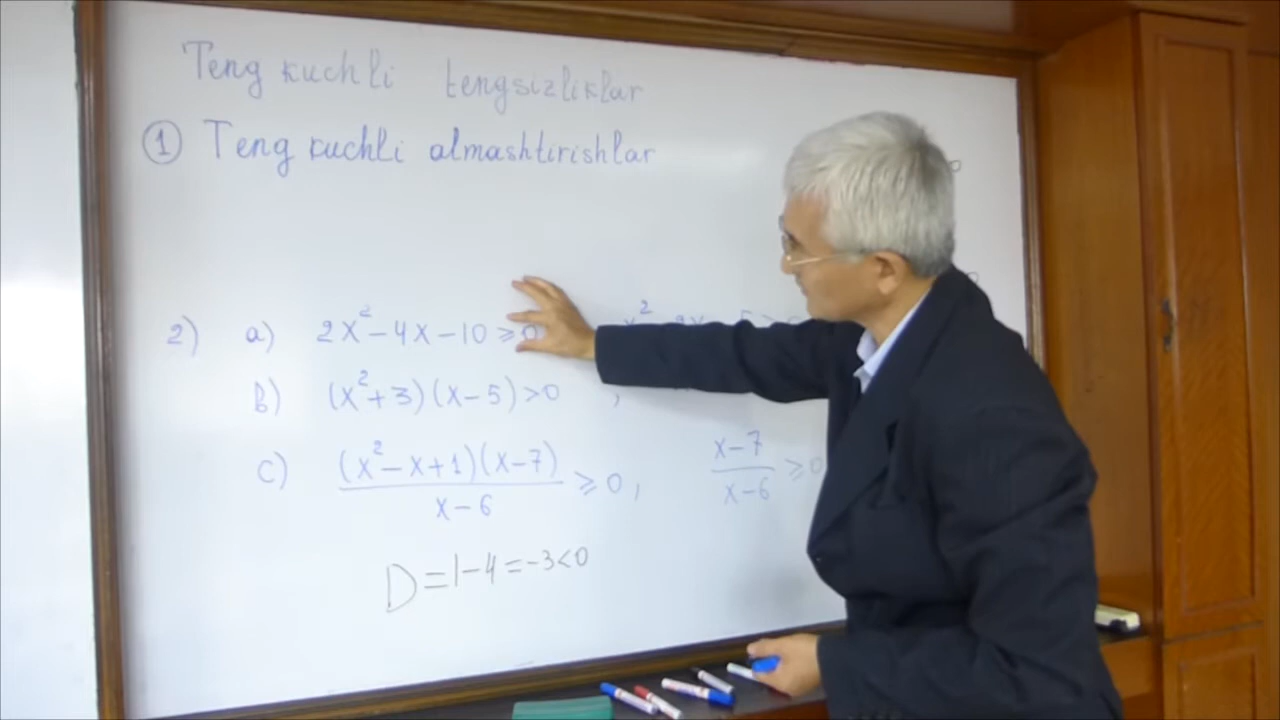 Teng kuchli tengsizliklar
① Teng kuchli almashtirishlar
2) a) 2x²-4x-10≥0
b) (x²+3)(x-5)>0 ,
c) (x²-x+1)(x-7)/(x-6) ≥0, (x-7)/(x-6) ≥0
D=1-4=-3<0